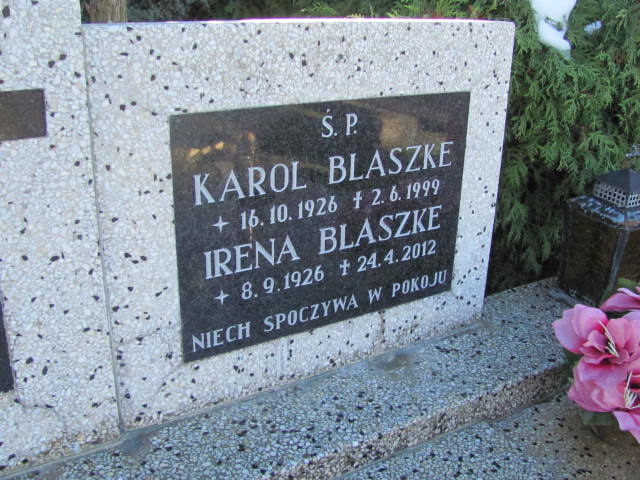 Ś. P.
KAROL BLASZKE
+ 16.10.1926 ✝ 2.6.1999
IRENA BLASZKE
+ 8.9.1926 ✝ 24.4.2012
NIECH SPOCZYWA W POKOJU